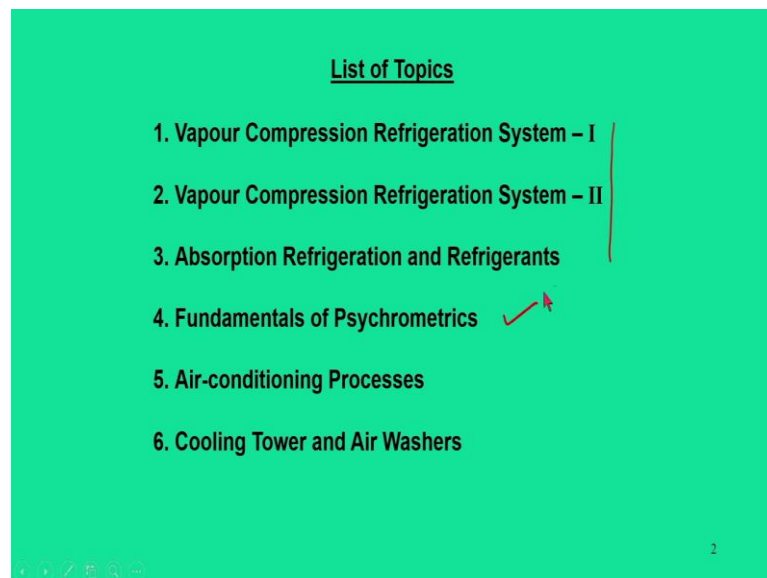 List of Topics
1. Vapour Compression Refrigeration System – I
2. Vapour Compression Refrigeration System – II
3. Absorption Refrigeration and Refrigerants
4. Fundamentals of Psychrometrics
5. Air-conditioning Processes
6. Cooling Tower and Air Washers
2